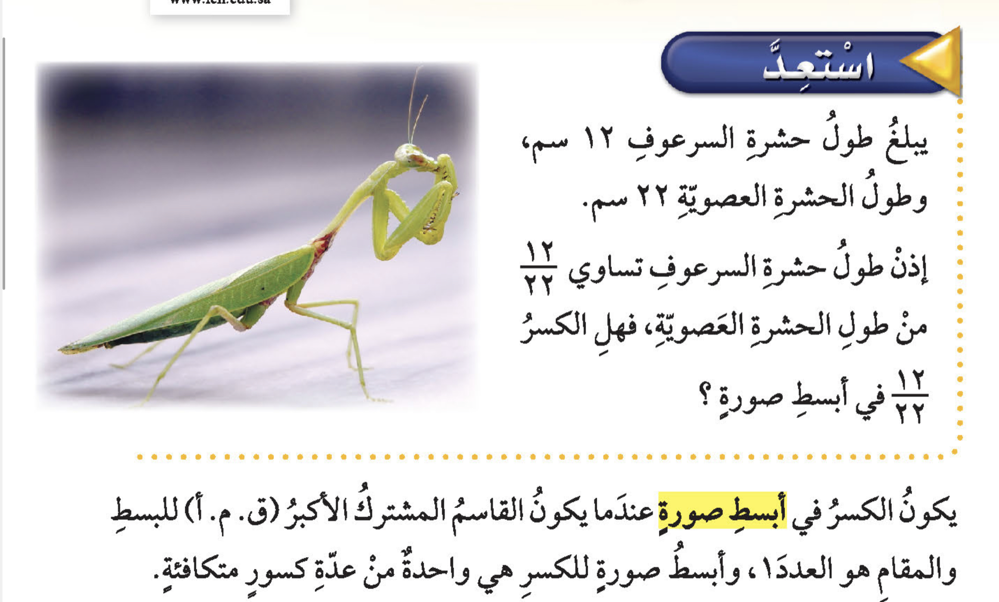 اسْتَعِدَّ
يبلغُ طولُ حشرةِ السرعوفِ ١٢ سم،
وطولُ الحشرةِ العصويّةِ ٢٢ سم.
إذنْ طولُ حشرةِ السرعوفِ تساوي ١٢/٢٢
منْ طولِ الحشرةِ العَصويّةِ، فهلِ الكسرُ
١٢/٢٢ في أبسطِ صورةٍ ؟
يكونُ الكسرُ في أبسطِ صورةٍ عندَما يكونُ القاسمُ المشتركُ الأكبرُ (ق. م. أ) للبسطِ
والمقامِ هو العددَ ١، وأبسطُ صورةٍ للكسرِ هي واحدةٌ منْ عدّةِ كسورٍ متكافئةٍ.